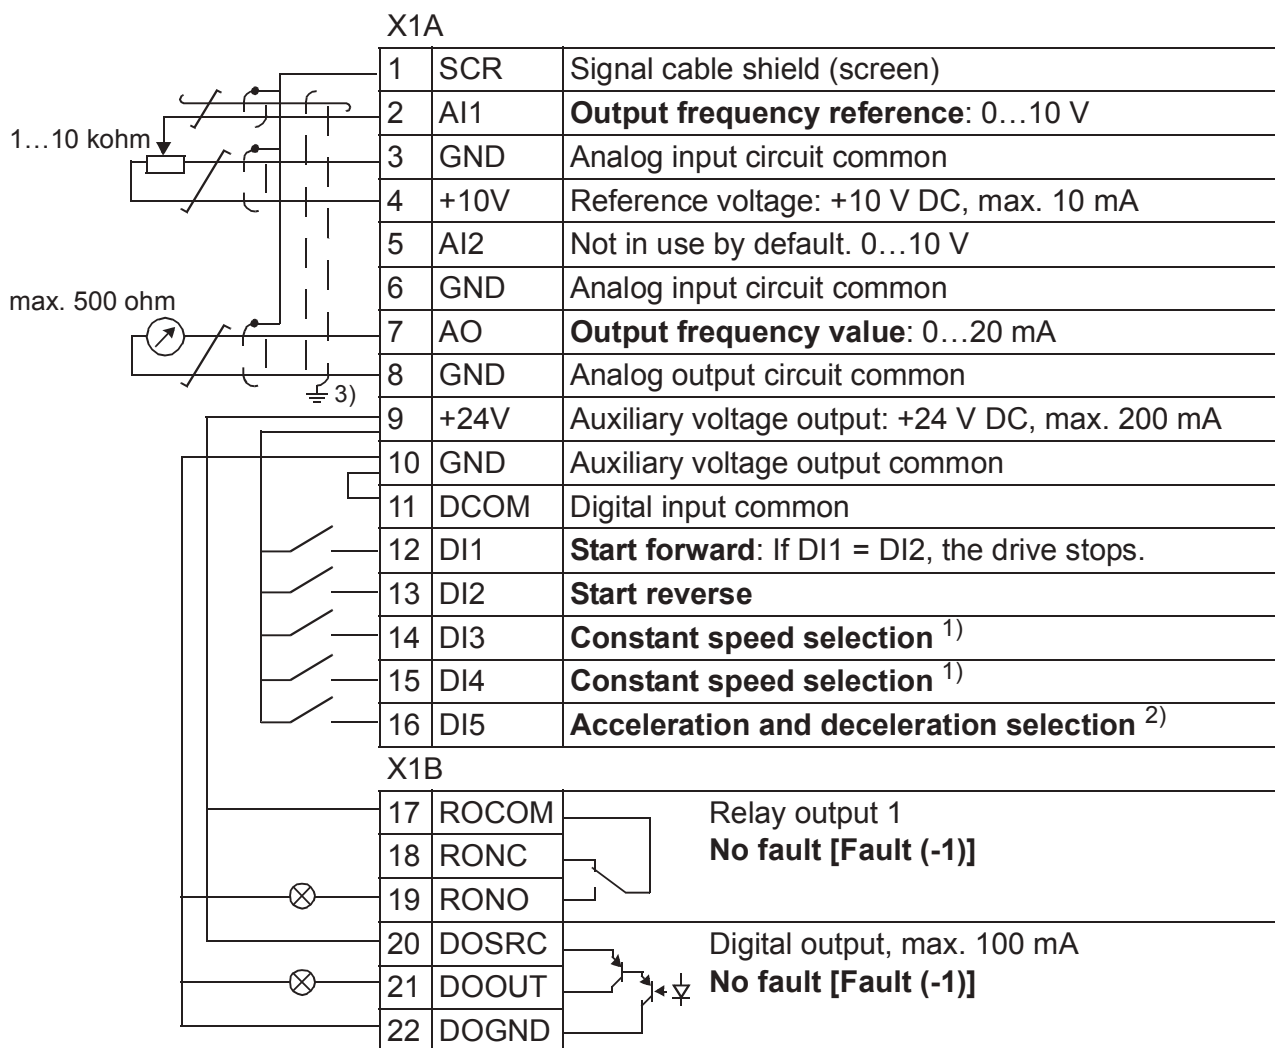 X1A
1 SCR Signal cable shield (screen)
2 AI1 Output frequency reference: 0…10 V
1…10 kohm
3 GND Analog input circuit common
4 +10V Reference voltage: +10 V DC, max. 10 mA
5 AI2 Not in use by default. 0…10 V
6 GND Analog input circuit common
max. 500 ohm
7 AO Output frequency value: 0…20 mA
8 GND Analog output circuit common
3)
9 +24V Auxiliary voltage output: +24 V DC, max. 200 mA
10 GND Auxiliary voltage output common
11 DCOM Digital input common
12 DI1 Start forward: If DI1 = DI2, the drive stops.
13 DI2 Start reverse
14 DI3 Constant speed selection 1)
15 DI4 Constant speed selection 1)
16 DI5 Acceleration and deceleration selection 2)
X1B
17 ROCOM Relay output 1
18 RONC No fault [Fault (-1)]
19 RONO
20 DOSRC Digital output, max. 100 mA
21 DOOUT No fault [Fault (-1)]
22 DOGND